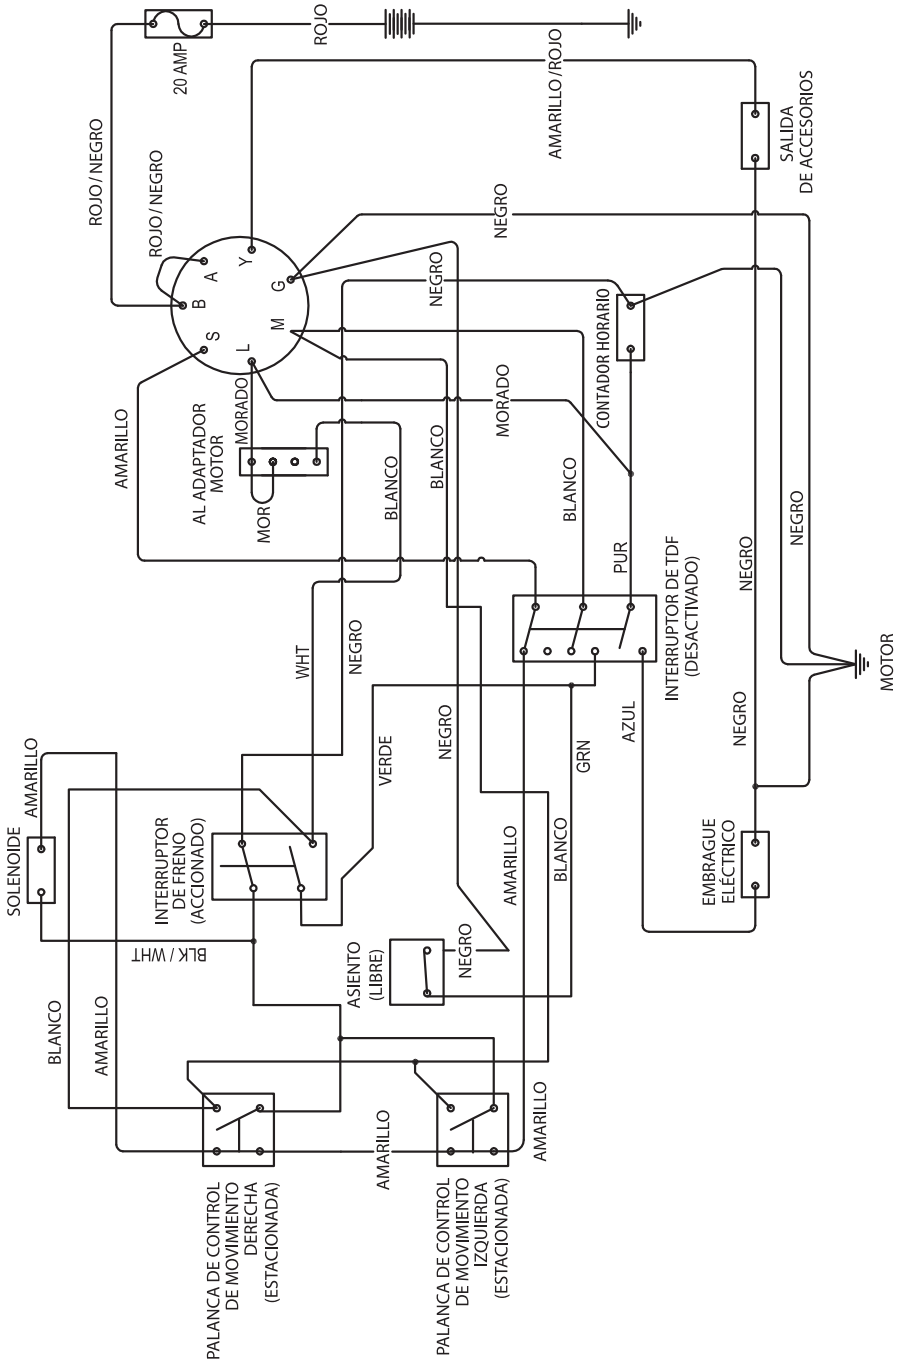 ROJO
20 AMP
ROJO / NEGRO
ROJO / NEGRO
AMARILLO /ROJO
SALIDA
DE ACCESORIOS
A
B
S
L
M
G
Y
NEGRO
NEGRO
CONTADOR HORARIO
MORADO
MORADO
AL ADAPTADOR
MOTOR
AMARILLO
MOR
BLANCO
BLANCO
BLANCO
PUR
INTERRUPTOR DE TDF
(DESACTIVADO)
NEGRO
NEGRO
NEGRO
MOTOR
WHT
NEGRO
VERDE
NEGRO
GRN
AZUL
SOLENOIDE
AMARILLO
INTERRUPTOR
DE FRENO
(ACCIONADO)
BLK / WHT
AMARILLO
BLANCO
EMBRAGUE
ELÉCTRICO
ASIENTO
(LIBRE)
NEGRO
BLANCO
AMARILLO
AMARILLO
AMARILLO
PALANCA DE CONTROL
DE MOVIMIENTO
DERECHA
(ESTACIONADA)
PALANCA DE CONTROL
DE MOVIMIENTO
IZQUIERDA
(ESTACIONADA)